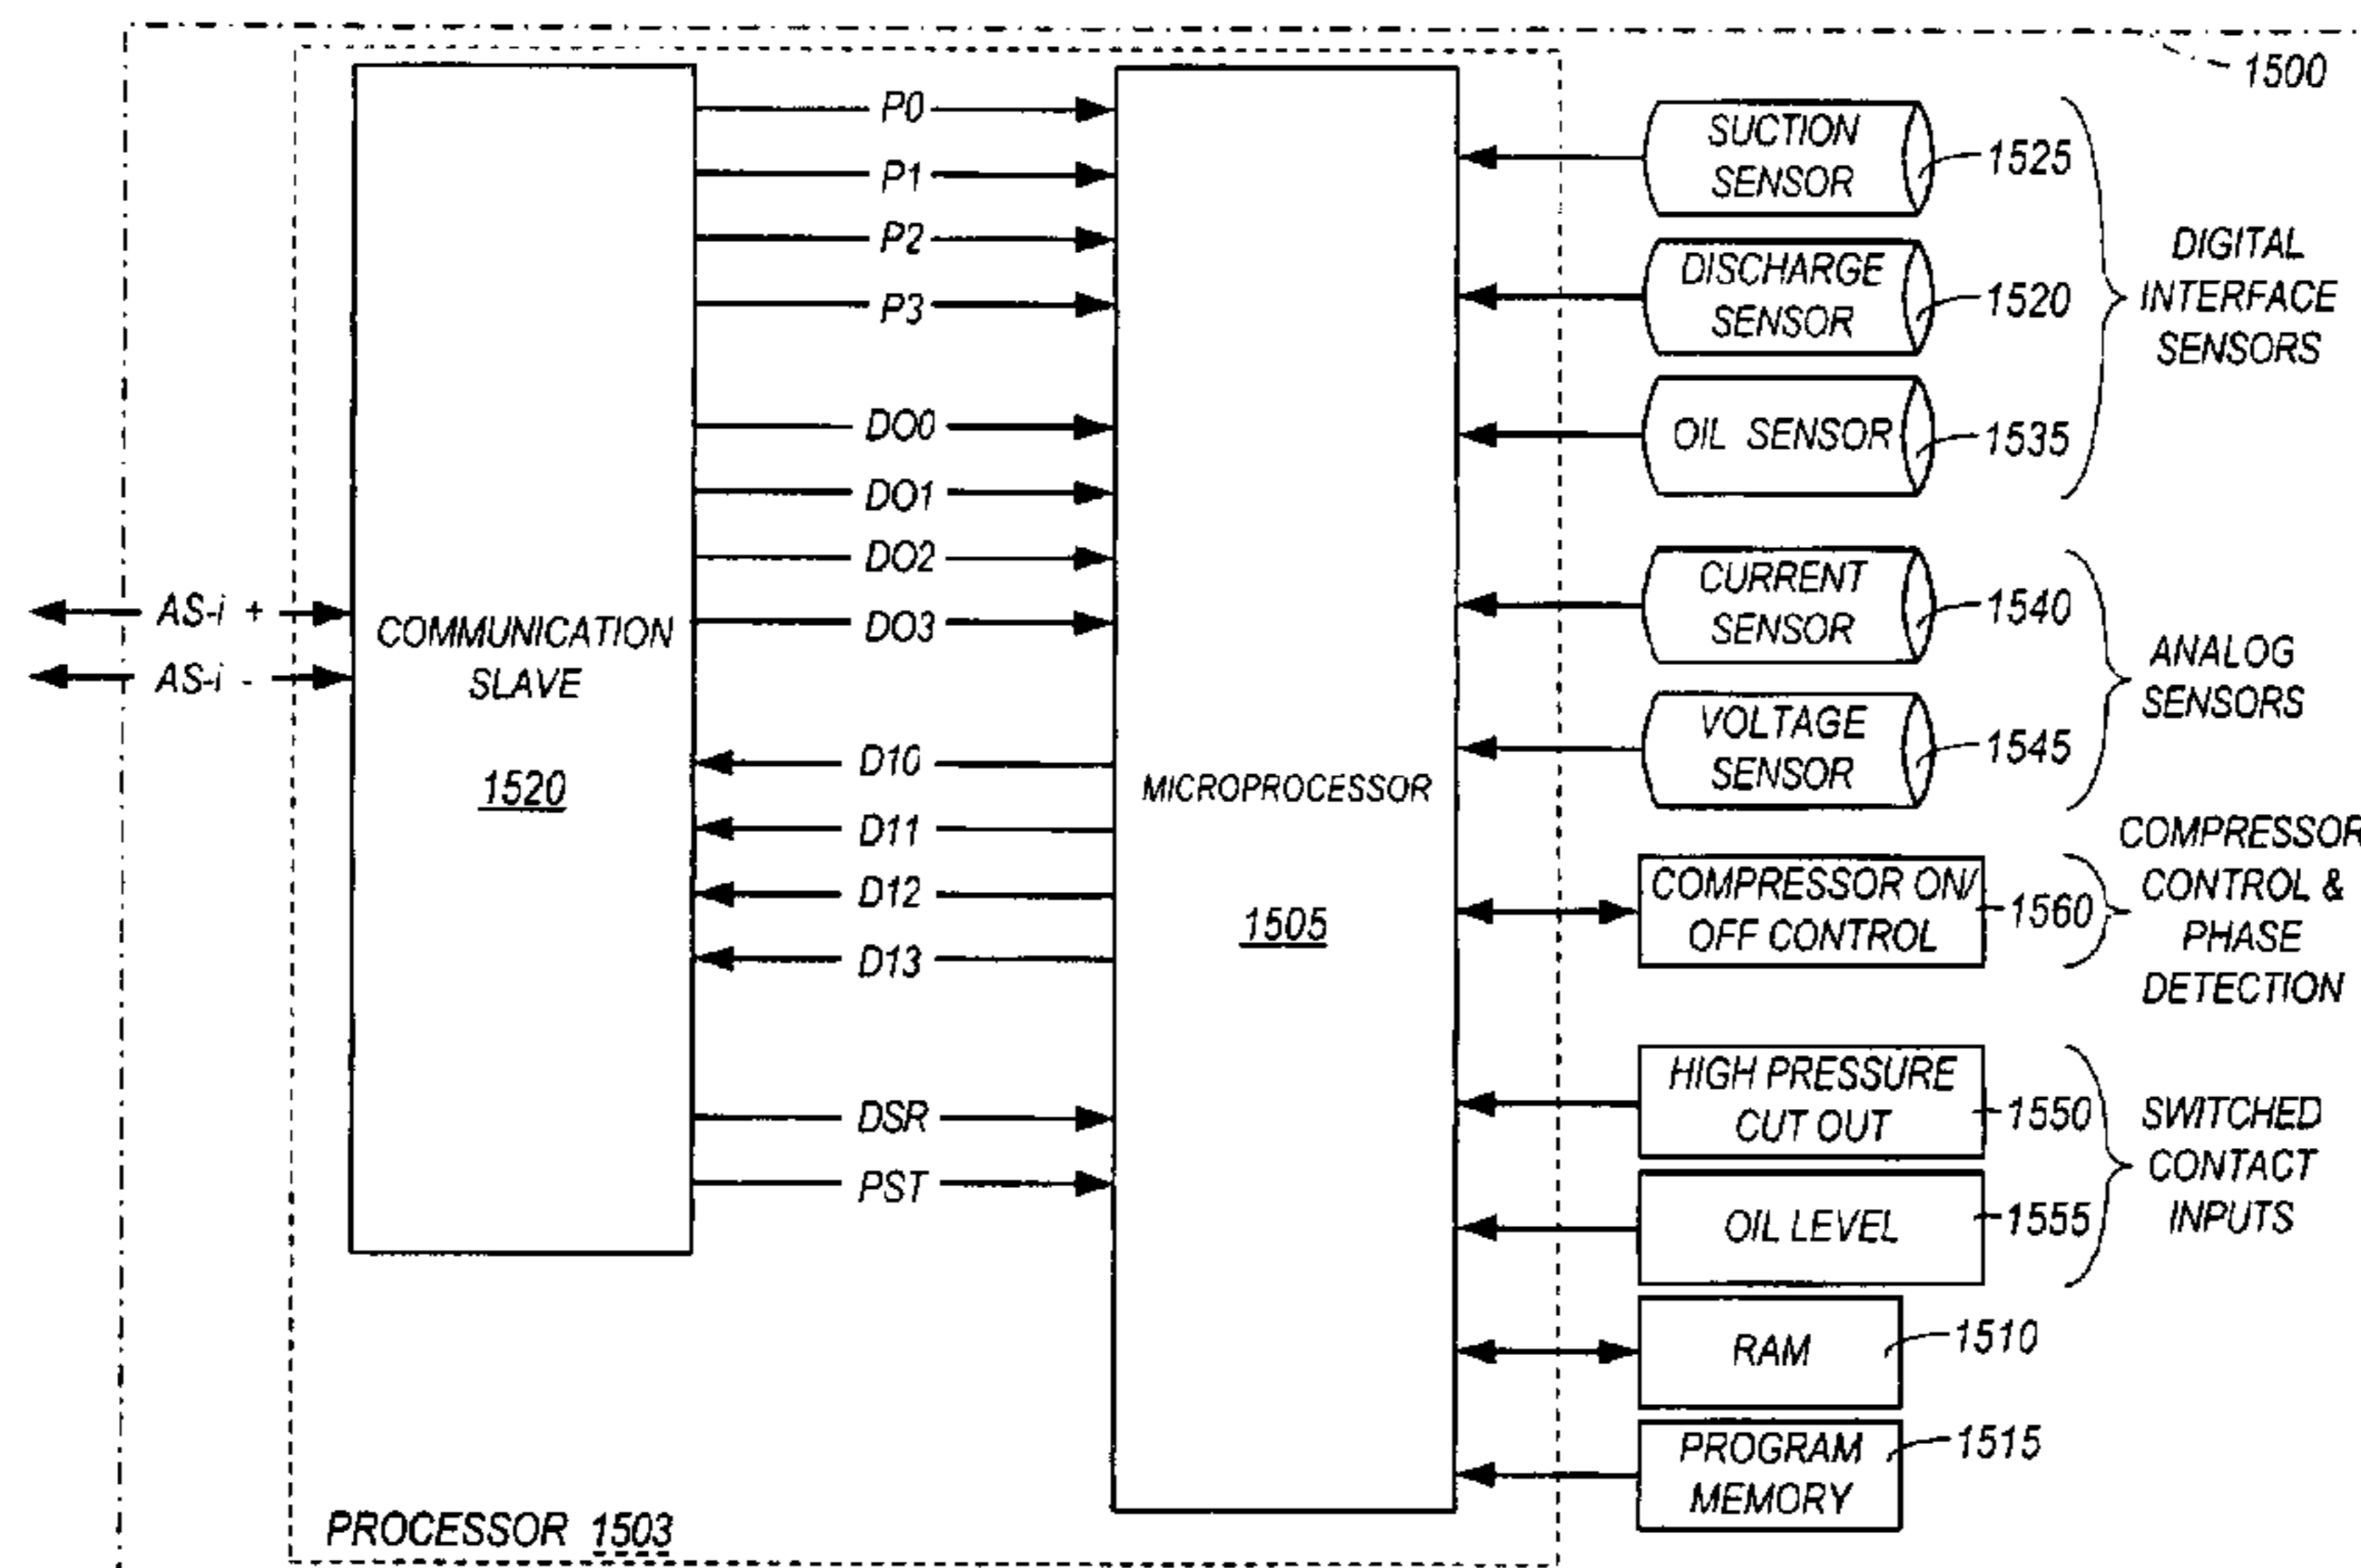 1500
P0
P1
P2
P3
DO0
DO1
DO2
DO3
D10
D11
D12
D13
DSR
PST
AS-i +
AS-i -
COMMUNICATION
SLAVE
1520
MICROPROCESSOR
1505
SUCTION
SENSOR
1525
DISCHARGE
SENSOR
1520
OIL SENSOR
1535
DIGITAL
INTERFACE
SENSORS
CURRENT
SENSOR
1540
VOLTAGE
SENSOR
1545
ANALOG
SENSORS
COMPRESSOR ON/
OFF CONTROL
1560
COMPRESSOR
CONTROL &
PHASE
DETECTION
HIGH PRESSURE
CUT OUT
1550
OIL LEVEL
1555
SWITCHED
CONTACT
INPUTS
RAM
1510
PROGRAM
MEMORY
1515
PROCESSOR 1503